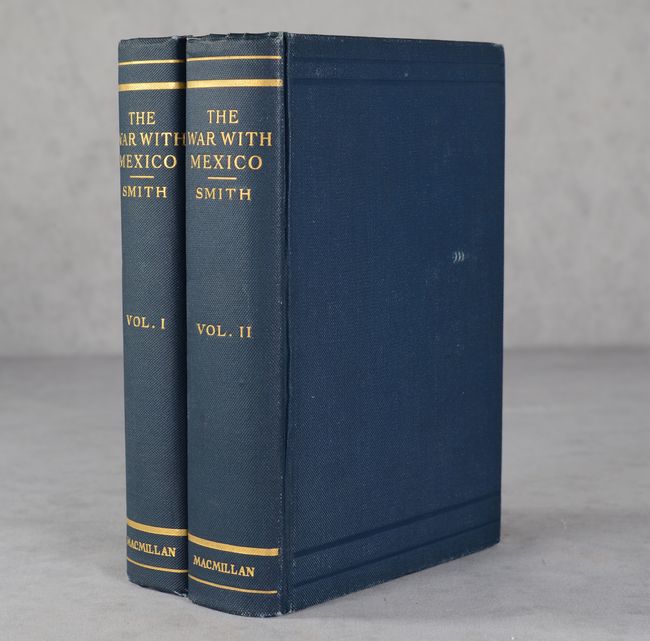 THE
WAR WITH
MEXICO
SMITH
VOL. I
MACMILLAN
THE
WAR WITH
MEXICO
SMITH
VOL. II
MACMILLAN